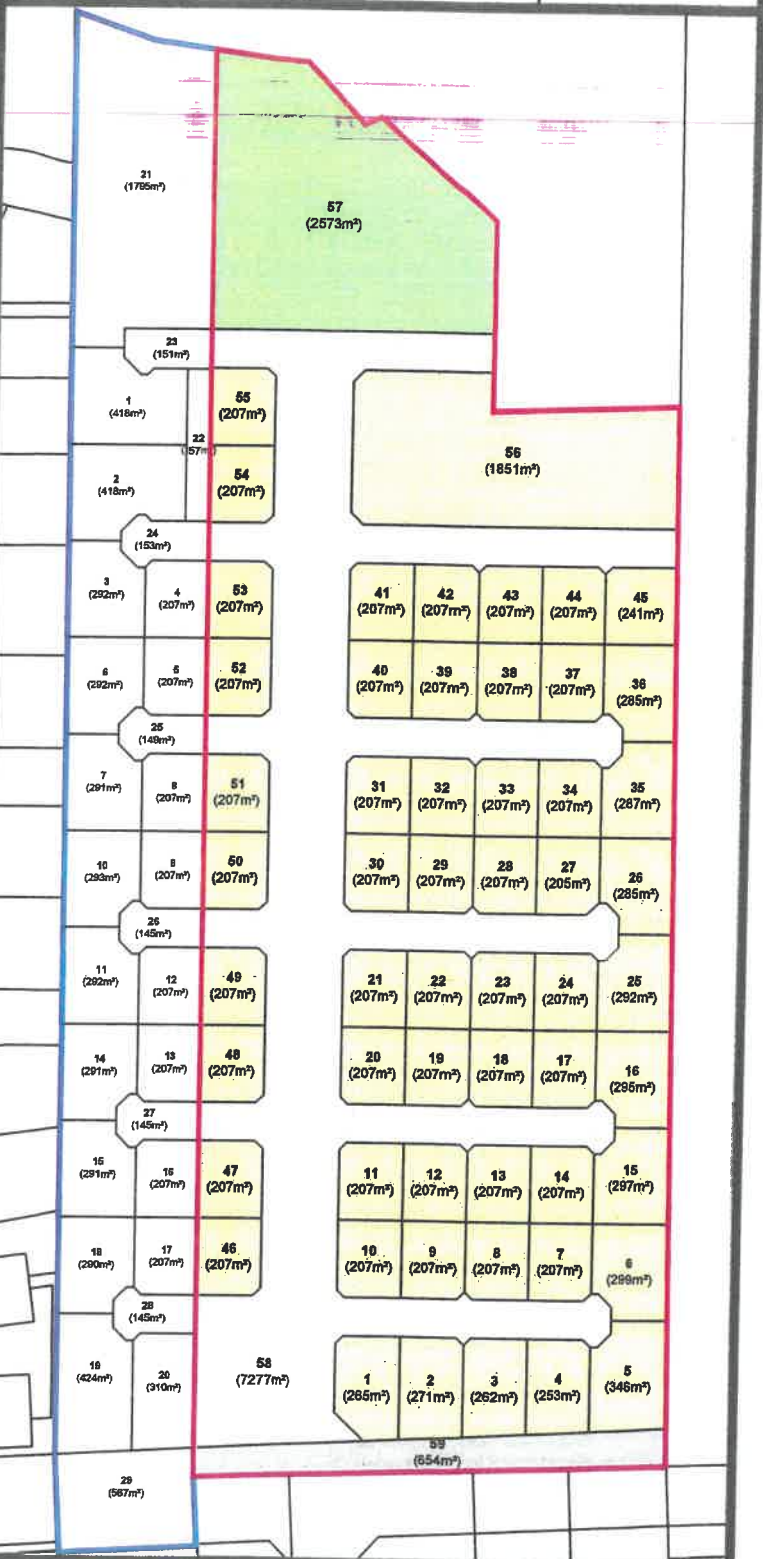 21
(1795m²)
57
(2573m²)
23
(151m²)
1
(418m²)
55
(207m²)
22
2
(418m²)
54
(207m²)
56
(1851m²)
24
(153m²)
3
(292m²)
4
(207m²)
53
(207m²)
41
(207m²)
42
(207m²)
43
(207m²)
44
(207m²)
45
(241m²)
6
(292m²)
5
(207m²)
52
(207m²)
40
(207m²)
39
(207m²)
38
(207m²)
37
(207m²)
36
(285m²)
25
(149m²)
7
(291m²)
8
(207m²)
51
(207m²)
31
(207m²)
32
(207m²)
33
(207m²)
34
(207m²)
35
(287m²)
10
(293m²)
(207m²)
50
(207m²)
30
(207m²)
29
(207m²)
28
(207m²)
27
(205m²)
26
(285m²)
26
(145m²)
11
(292m²)
12
(207m²)
49
(207m²)
21
(207m²)
22
(207m²)
23
(207m²)
24
(207m²)
25
(292m²)
14
(291m²)
13
(207m²)
48
(207m²)
20
(207m²)
19
(207m²)
18
(207m²)
17
(207m²)
16
(295m²)
27
(145m²)
15
(291m²)
16
(207m²)
47
(207m²)
11
(207m²)
12
(207m²)
13
(207m²)
14
(207m²)
15
(297m²)
18
(290m²)
17
(207m²)
46
(207m²)
10
(207m²)
9
(207m²)
8
(207m²)
7
(207m²)
6
(299m²)
28
(145m²)
19
(424m²)
20
(310m²)
58
(7277m²)
1
(265m²)
2
(271m²)
3
(262m²)
4
(253m²)
5
(346m²)
59
(654m²)
29
(567m²)